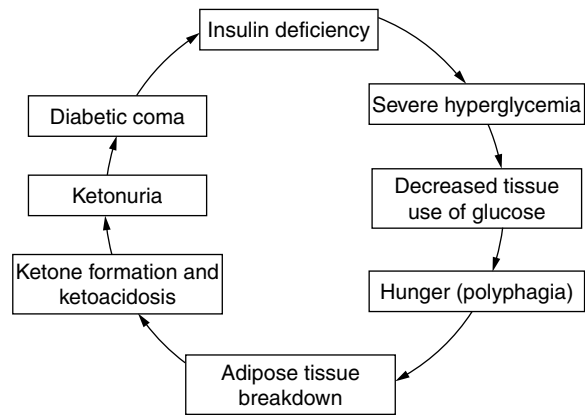 Insulin deficiency
Severe hyperglycemia
Decreased tissue
use of glucose
Hunger (polyphagia)
Adipose tissue
breakdown
Ketone formation and
ketoacidosis
Ketonuria
Diabetic coma